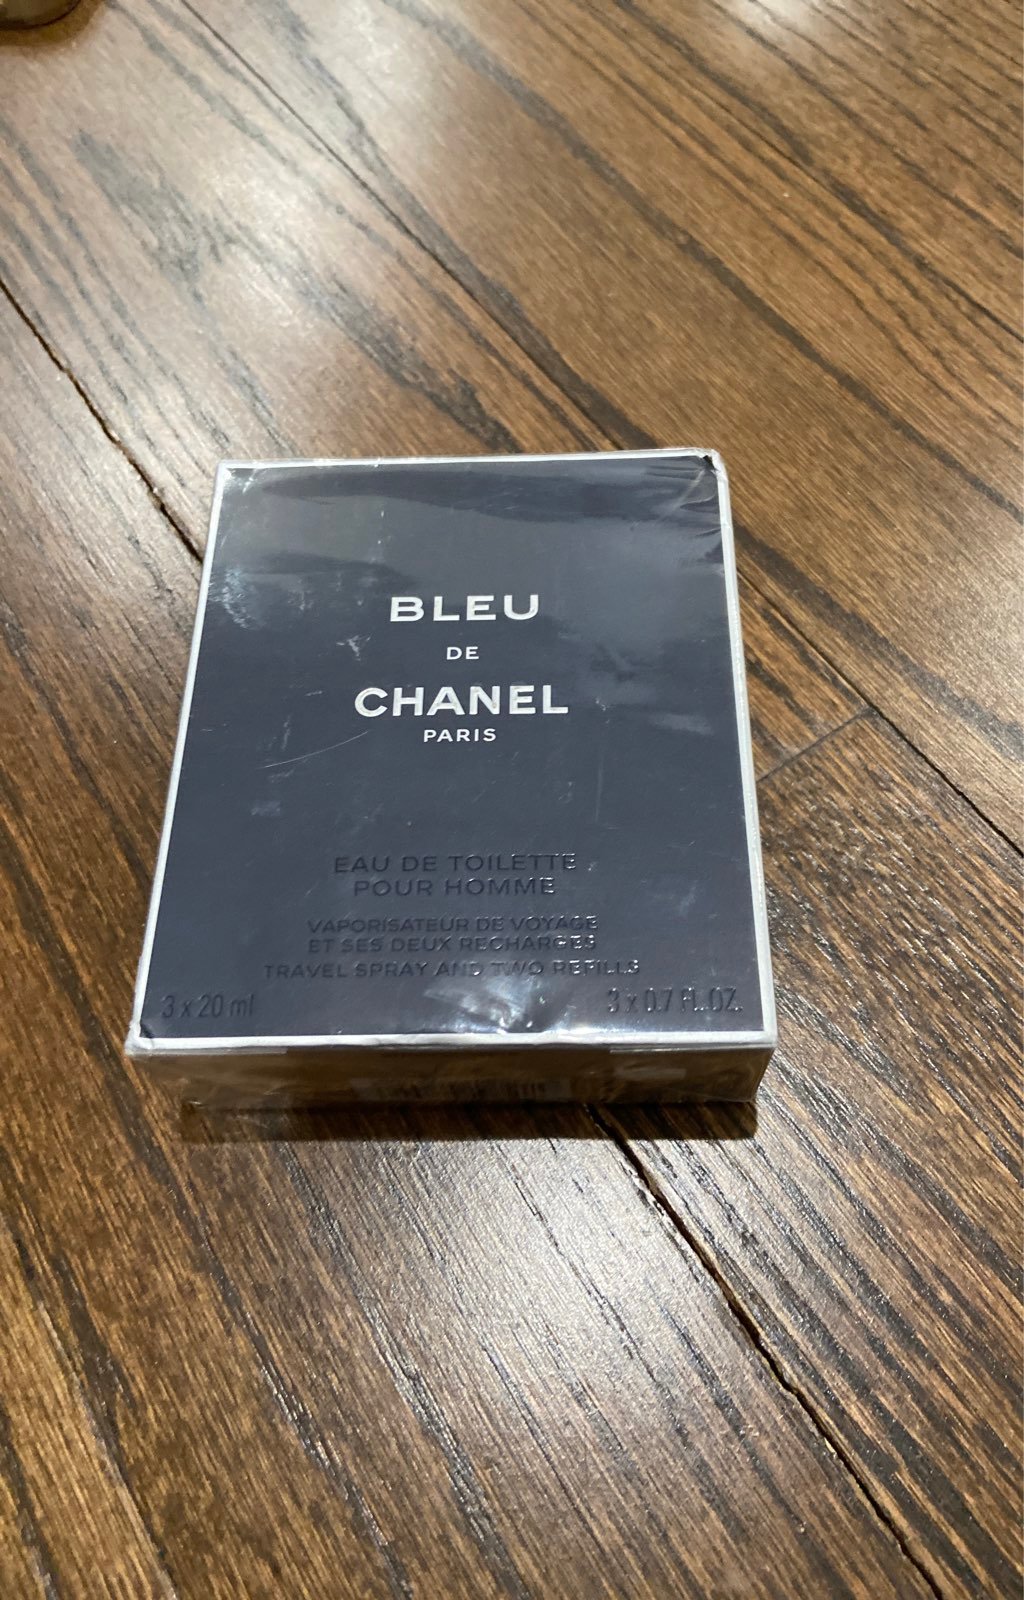 BLEU
DE
CHANEL
PARIS
EAU DE TOILETTE
POUR HOMME
VAPORISATEUR DE VOYAGE
ET SES DEUX RECHARGES
TRAVEL SPRAY AND TWO REFILLS
3 x 20 ml 3 x 0.7 FL.OZ.